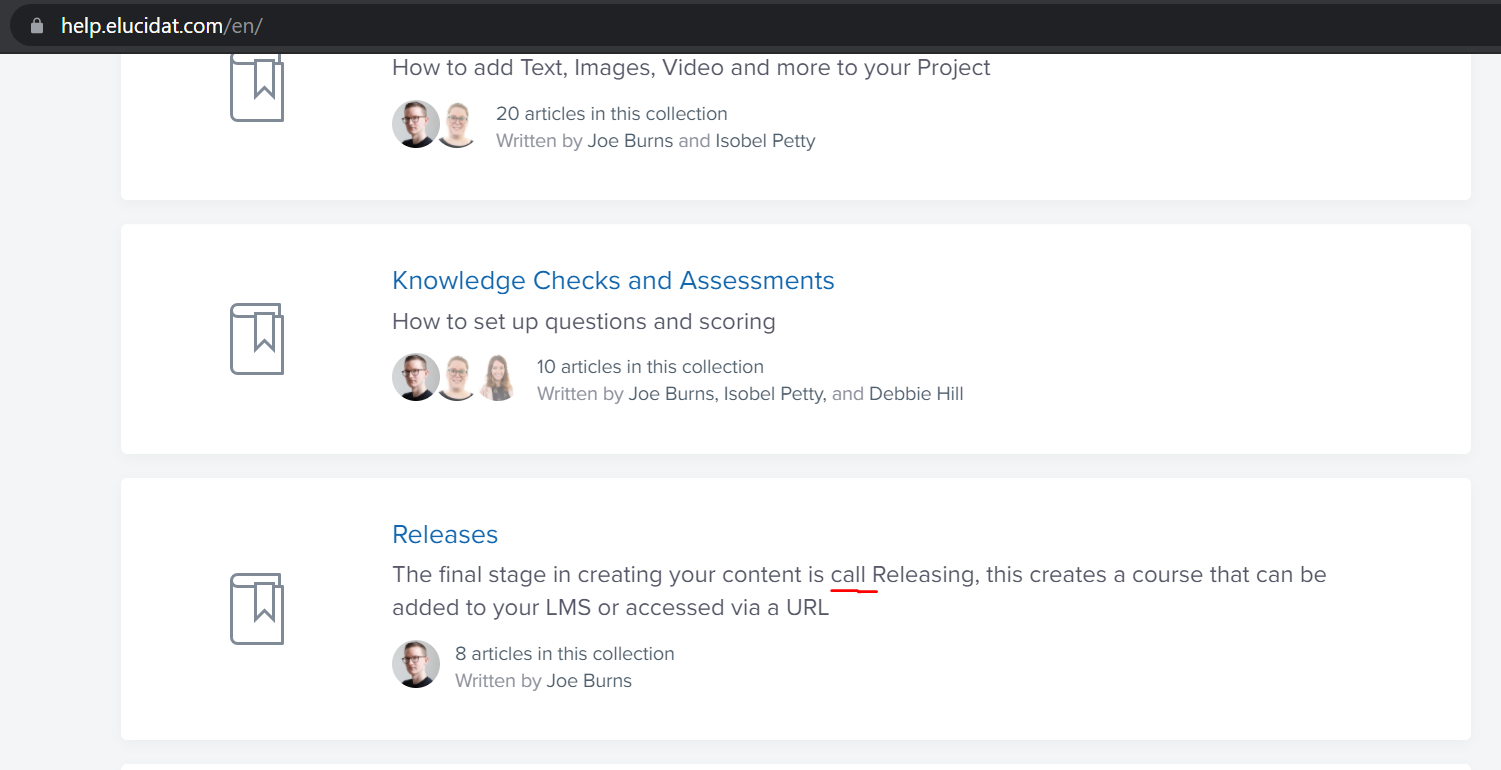 help.elucidat.com/en/
How to add Text, Images, Video and more to your Project
20 articles in this collection
Written by Joe Burns and Isobel Petty
Knowledge Checks and Assessments
How to set up questions and scoring
10 articles in this collection
Written by Joe Burns, Isobel Petty, and Debbie Hill
Releases
The final stage in creating your content is call Releasing, this creates a course that can be
added to your LMS or accessed via a URL
8 articles in this collection
Written by Joe Burns